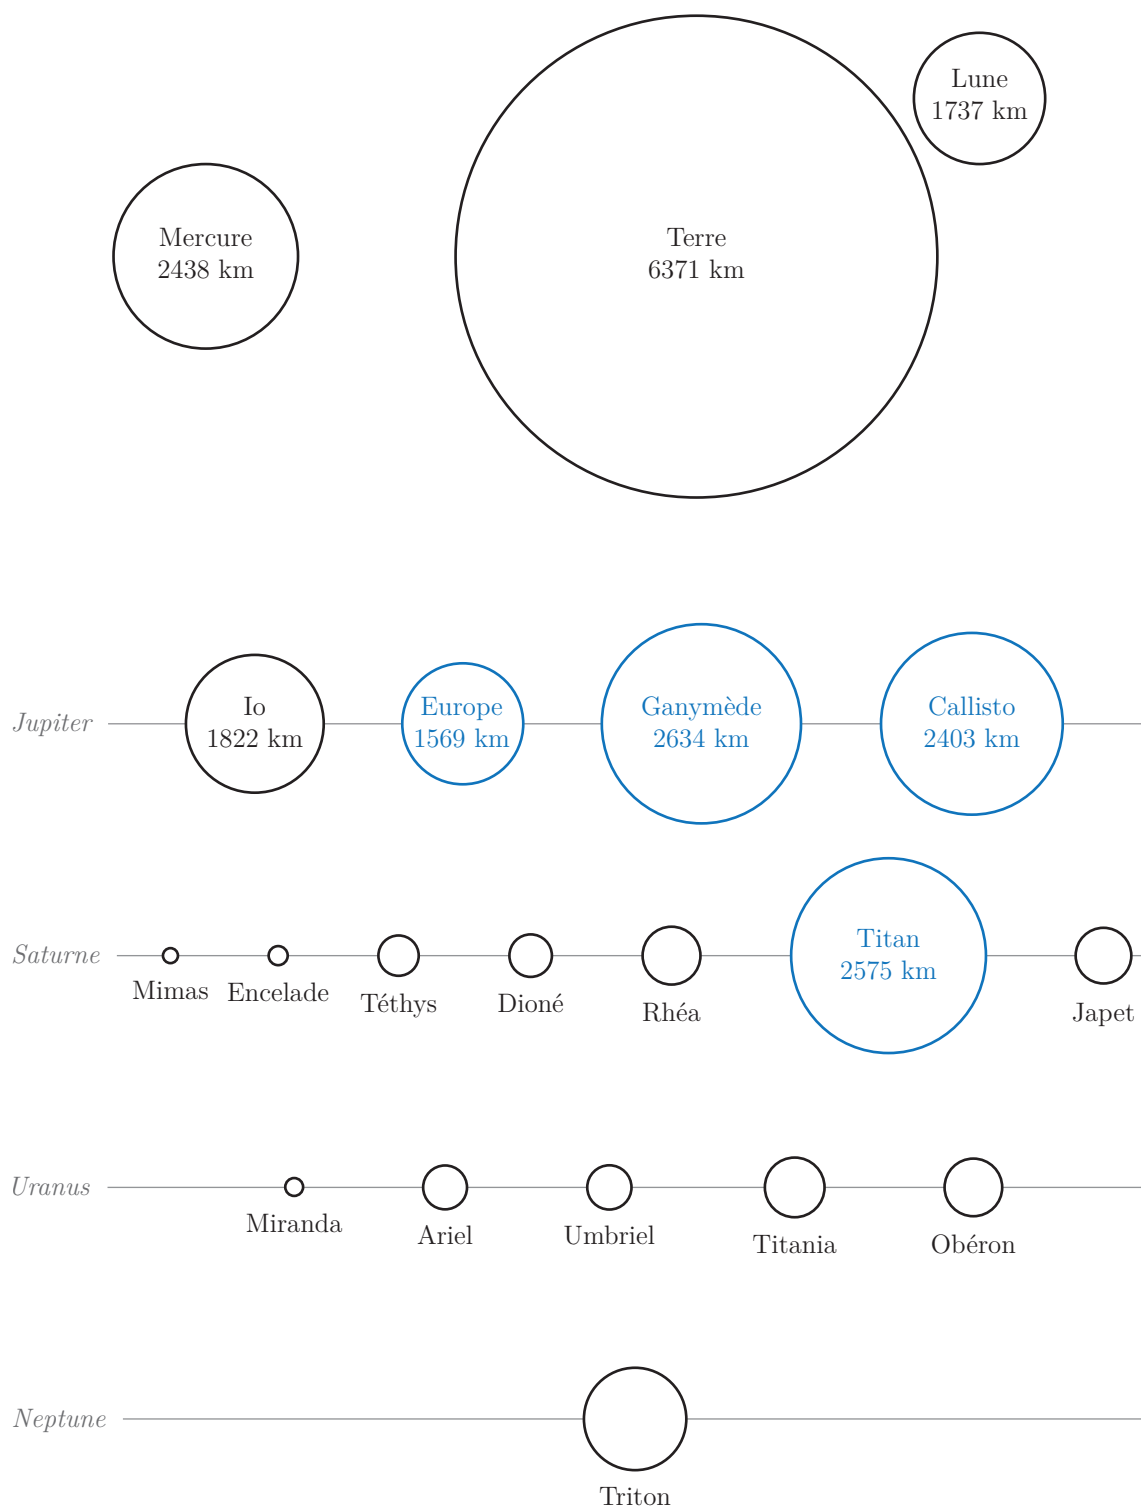 Lune
1737 km
Mercure
2438 km
Terre
6371 km
Jupiter
Io
1822 km
Europe
1569 km
Ganymède
2634 km
Callisto
2403 km
Saturne
Mimas
Encelade
Téthys
Dioné
Rhéa
Titan
2575 km
Japet
Uranus
Miranda
Ariel
Umbriel
Titania
Obéron
Neptune
Triton